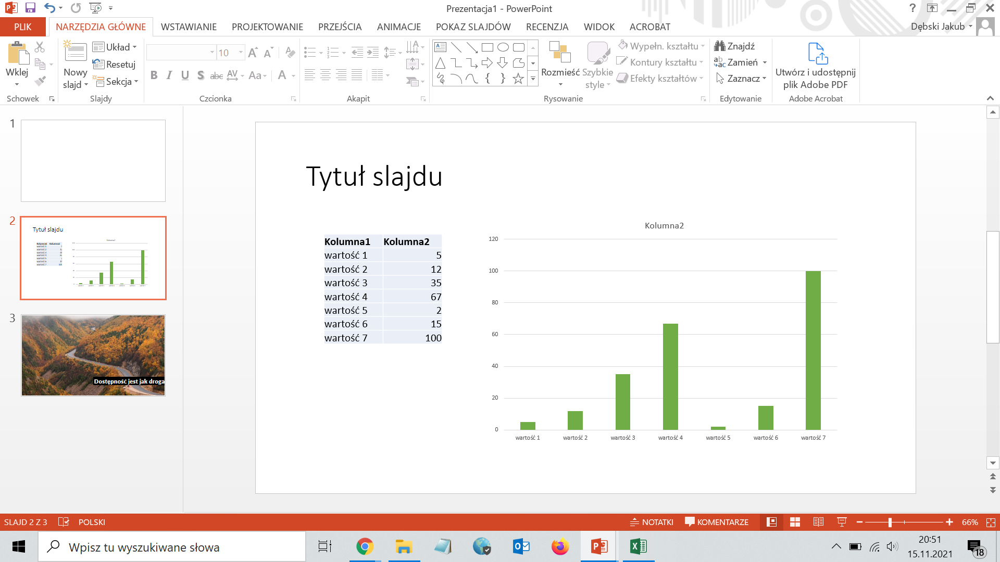 Prezentacja1 - PowerPoint
?
PLIK
NARZĘDZIA GŁÓWNE
WSTAWIANIE
PROJEKTOWANIE
PRZEJŚCIA
ANIMACJE
POKAZ SLAJDÓW
RECENZJA
WIDOK
ACROBAT
Dębski Jakub
Wklej
Schowek
Nowy
slajd
Układ
Resetuj
Sekcja
Slajdy
10
B I U S abc AV Aa A
Czcionka
Akapit
Rozmieść
Szybkie
style
Wypełn. kształtu
Kontury kształtu
Efekty kształtów
Rysowanie
Znajdź
Zamień
Zaznacz
Edytowanie
Utwórz i udostępnij
plik Adobe PDF
Adobe Acrobat
1
2
Tytuł slajdu
Kolumna1 Kolumna2
3
Dostępność jest jak droga
Tytuł slajdu
Kolumna1 Kolumna2
wartość 1 5
wartość 2 12
wartość 3 35
wartość 4 67
wartość 5 2
wartość 6 15
wartość 7 100
Kolumna2
120
100
80
60
40
20
0
wartość 1 wartość 2 wartość 3 wartość 4 wartość 5 wartość 6 wartość 7
SLAJD 2 Z 3
POLSKI
NOTATKI
KOMENTARZE
66%
Wpisz tu wyszukiwane słowa
20:51
15.11.2021
18